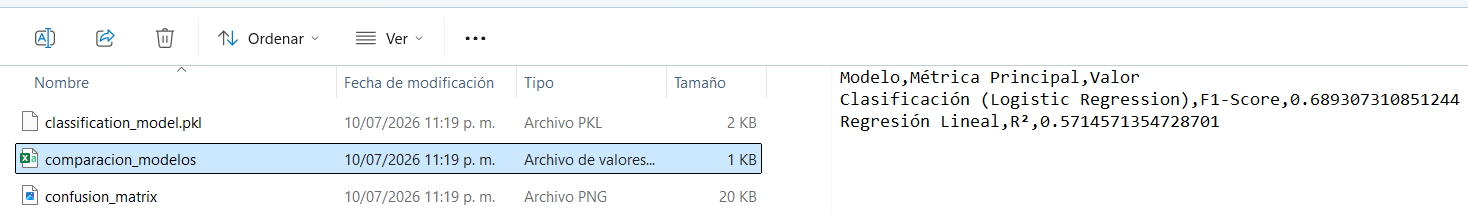 Ordenar
Ver
Nombre Fecha de modificación Tipo Tamaño
classification_model.pkl 10/07/2026 11:19 p. m. Archivo PKL 2 KB
comparacion_modelos 10/07/2026 11:19 p. m. Archivo de valores... 1 KB
confusion_matrix 10/07/2026 11:19 p. m. Archivo PNG 20 KB
Modelo,Métrica Principal,Valor
Clasificación (Logistic Regression),F1-Score,0.689307310851244
Regresión Lineal,R²,0.5714571354728701